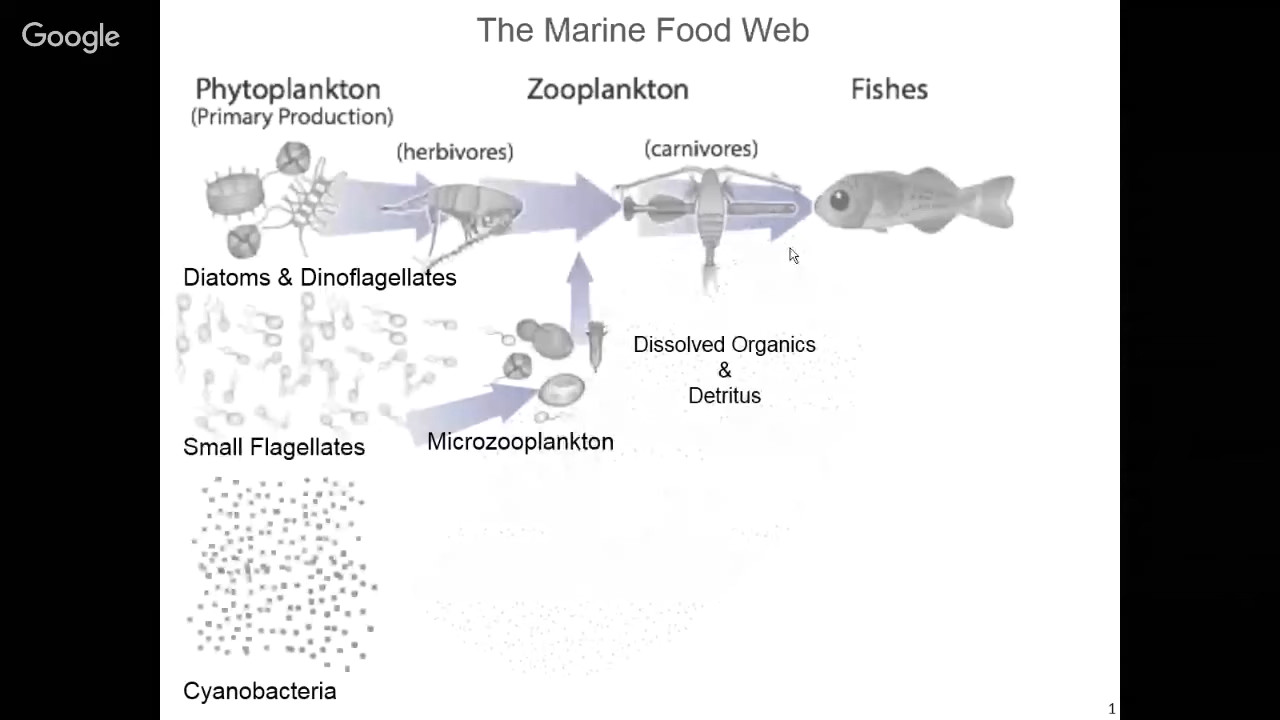 Google
The Marine Food Web
Phytoplankton
(Primary Production)
Zooplankton
Fishes
(herbivores)
(carnivores)
Diatoms & Dinoflagellates
Dissolved Organics
&
Detritus
Small Flagellates
Microzooplankton
Cyanobacteria
1